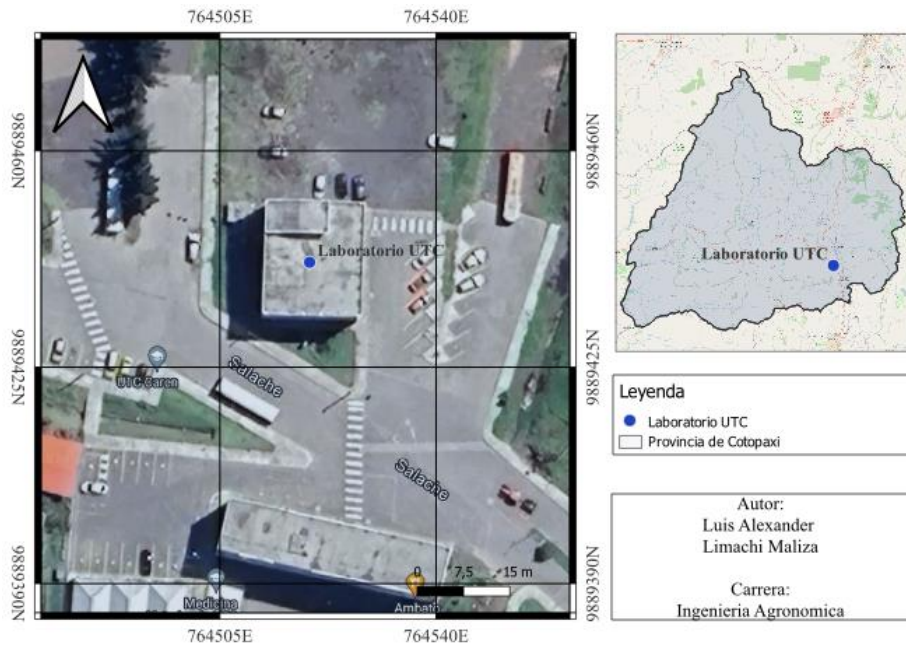 764505E
764540E
9889460N
9889460N
Laboratorio UTC
Laboratorio UTC
9889425N
9889425N
UTC Caren
Salache
Salache
Leyenda
Laboratorio UTC
Provincia de Cotopaxi
Autor:
Luis Alexander
Limachi Maliza
Carrera:
Ingenieria Agronomica
9889390N
9889390N
0 7,5 15 m
Medicina
Ambato
764505E
764540E